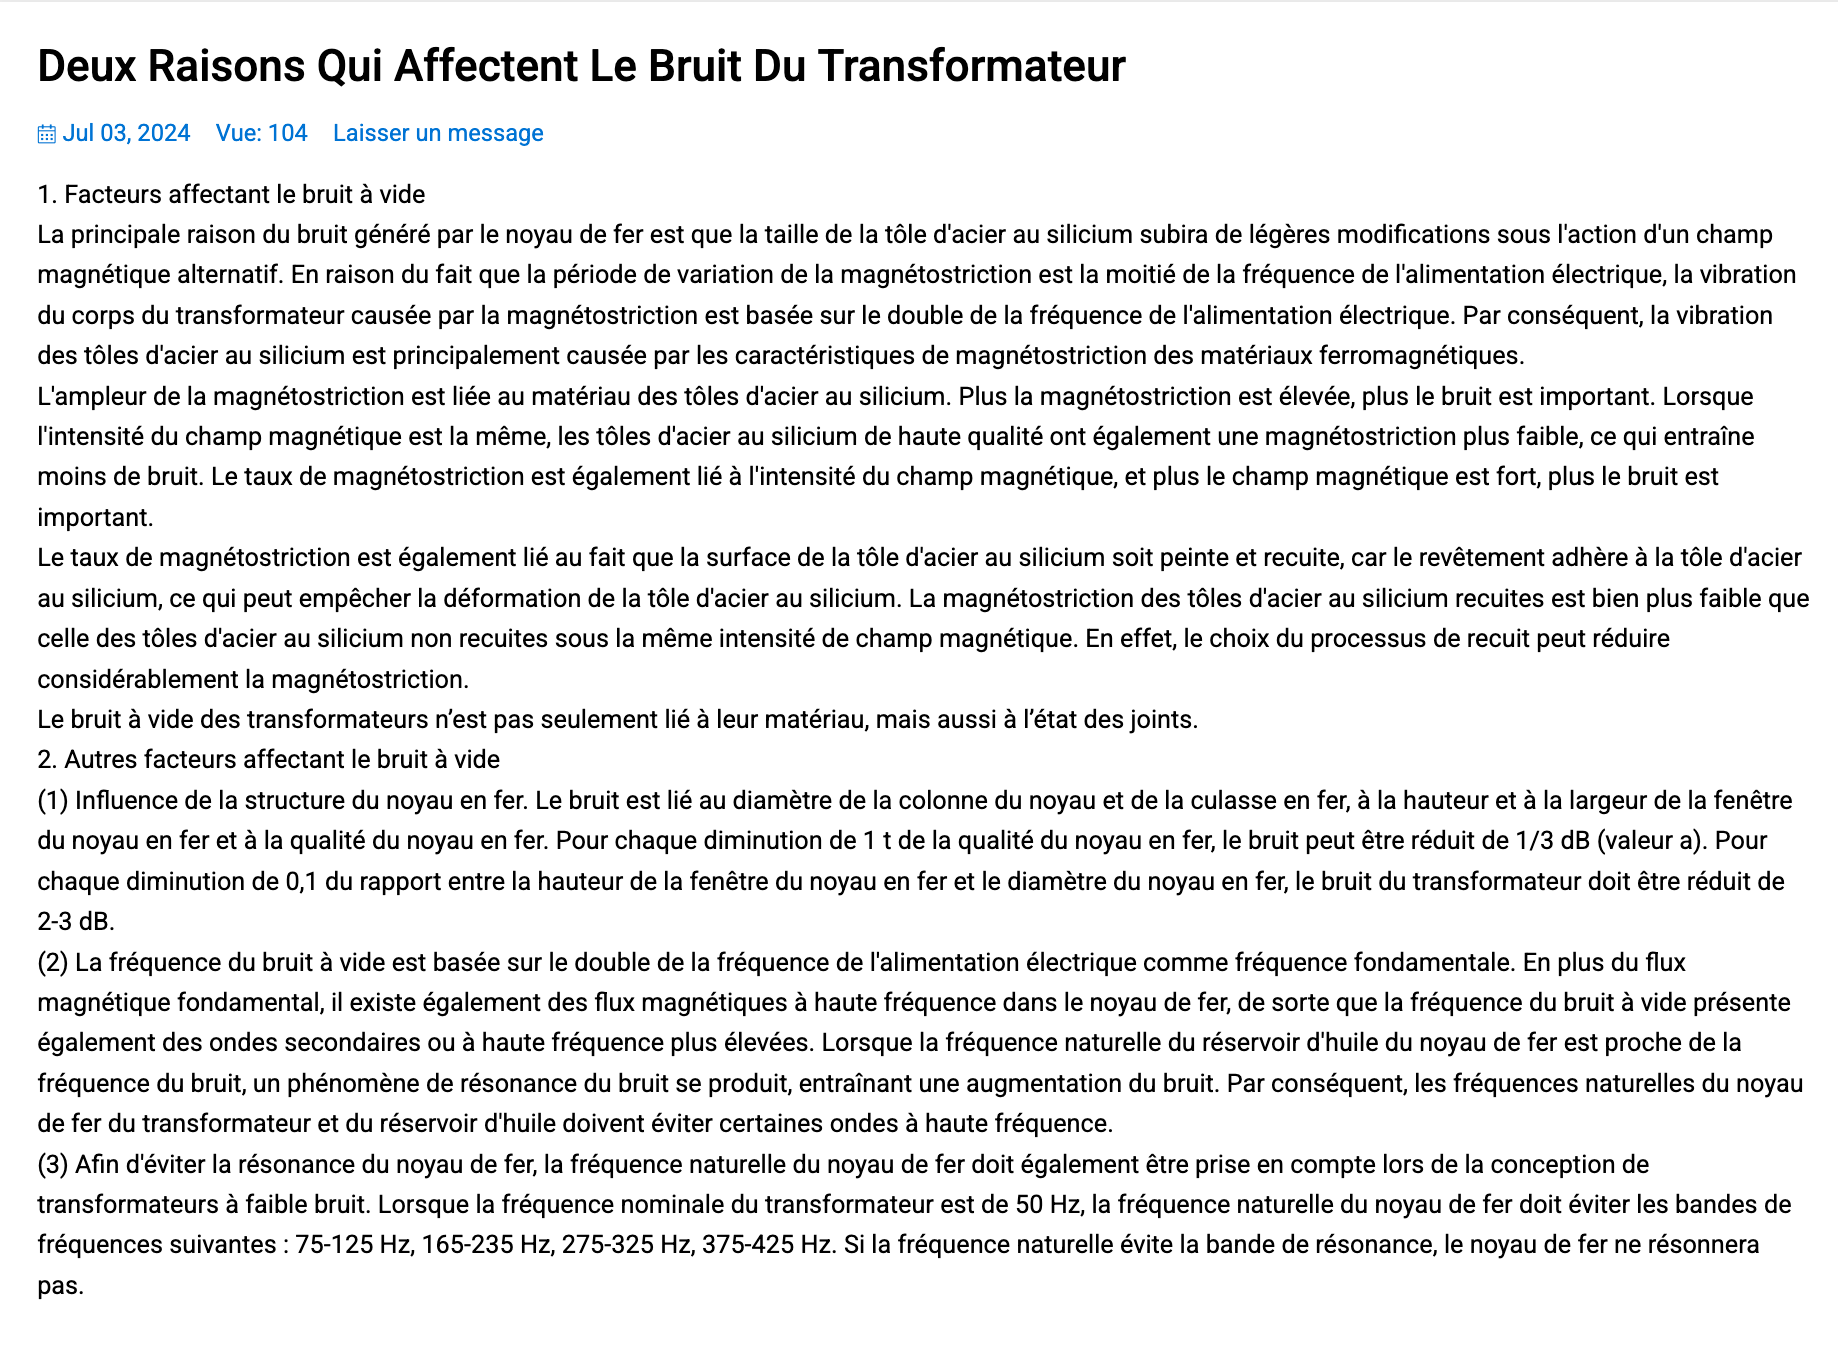 Deux Raisons Qui Affectent Le Bruit Du Transformateur
Jul 03, 2024 Vue: 104 Laisser un message
1. Facteurs affectant le bruit à vide
La principale raison du bruit généré par le noyau de fer est que la taille de la tôle d'acier au silicium subira de légères modifications sous l'action d'un champ
magnétique alternatif. En raison du fait que la période de variation de la magnétostriction est la moitié de la fréquence de l'alimentation électrique, la vibration
du corps du transformateur causée par la magnétostriction est basée sur le double de la fréquence de l'alimentation électrique. Par conséquent, la vibration
des tôles d'acier au silicium est principalement causée par les caractéristiques de magnétostriction des matériaux ferromagnétiques.
L'ampleur de la magnétostriction est liée au matériau des tôles d'acier au silicium. Plus la magnétostriction est élevée, plus le bruit est important. Lorsque
l'intensité du champ magnétique est la même, les tôles d'acier au silicium de haute qualité ont également une magnétostriction plus faible, ce qui entraîne
moins de bruit. Le taux de magnétostriction est également lié à l'intensité du champ magnétique, et plus le champ magnétique est fort, plus le bruit est
important.
Le taux de magnétostriction est également lié au fait que la surface de la tôle d'acier au silicium soit peinte et recuite, car le revêtement adhère à la tôle d'acier
au silicium, ce qui peut empêcher la déformation de la tôle d'acier au silicium. La magnétostriction des tôles d'acier au silicium recuites est bien plus faible que
celle des tôles d'acier au silicium non recuites sous la même intensité de champ magnétique. En effet, le choix du processus de recuit peut réduire
considérablement la magnétostriction.
Le bruit à vide des transformateurs n’est pas seulement lié à leur matériau, mais aussi à l’état des joints.
2. Autres facteurs affectant le bruit à vide
(1) Influence de la structure du noyau en fer. Le bruit est lié au diamètre de la colonne du noyau et de la culasse en fer, à la hauteur et à la largeur de la fenêtre
du noyau en fer et à la qualité du noyau en fer. Pour chaque diminution de 1 t de la qualité du noyau en fer, le bruit peut être réduit de 1/3 dB (valeur a). Pour
chaque diminution de 0,1 du rapport entre la hauteur de la fenêtre du noyau en fer et le diamètre du noyau en fer, le bruit du transformateur doit être réduit de
2-3 dB.
(2) La fréquence du bruit à vide est basée sur le double de la fréquence de l'alimentation électrique comme fréquence fondamentale. En plus du flux
magnétique fondamental, il existe également des flux magnétiques à haute fréquence dans le noyau de fer, de sorte que la fréquence du bruit à vide présente
également des ondes secondaires ou à haute fréquence plus élevées. Lorsque la fréquence naturelle du réservoir d'huile du noyau de fer est proche de la
fréquence du bruit, un phénomène de résonance du bruit se produit, entraînant une augmentation du bruit. Par conséquent, les fréquences naturelles du noyau
de fer du transformateur et du réservoir d'huile doivent éviter certaines ondes à haute fréquence.
(3) Afin d'éviter la résonance du noyau de fer, la fréquence naturelle du noyau de fer doit également être prise en compte lors de la conception de
transformateurs à faible bruit. Lorsque la fréquence nominale du transformateur est de 50 Hz, la fréquence naturelle du noyau de fer doit éviter les bandes de
fréquences suivantes : 75-125 Hz, 165-235 Hz, 275-325 Hz, 375-425 Hz. Si la fréquence naturelle évite la bande de résonance, le noyau de fer ne résonnera
pas.